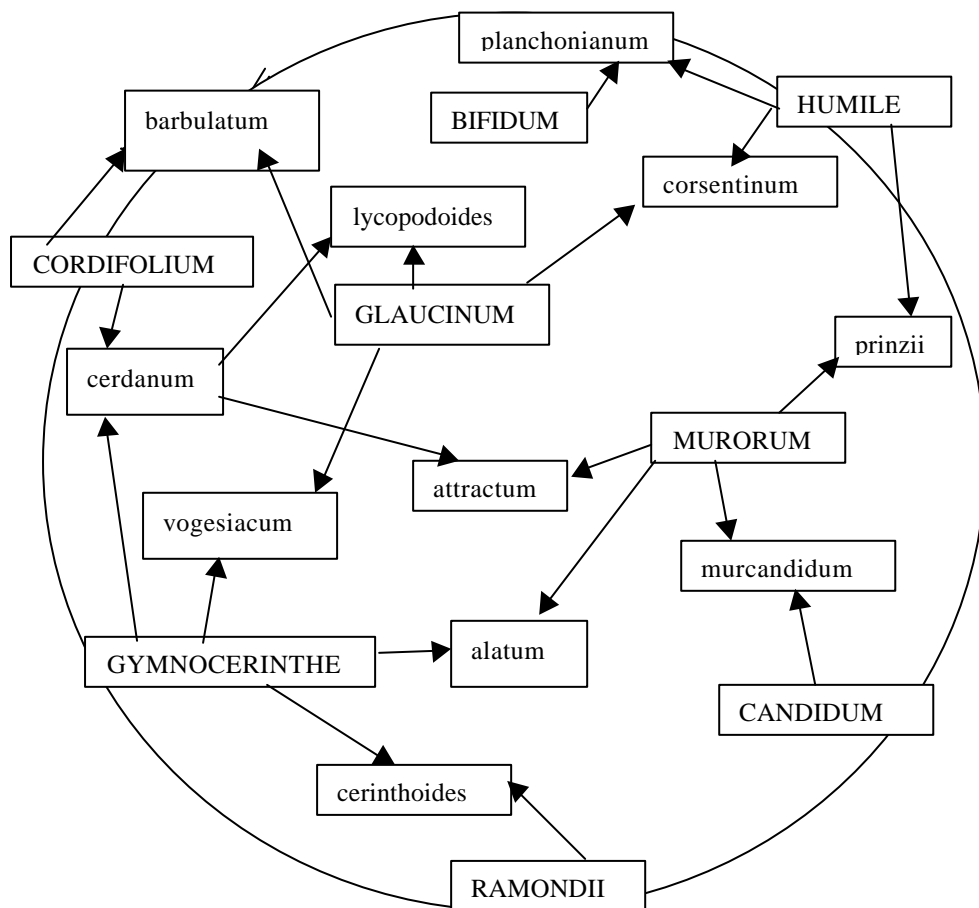 planchonianum
BIFIDUM
HUMILE
barbulatum
corsentinum
lycopodoides
CORDIFOLIUM
GLAUCINUM
prinzii
cerdanum
MURORUM
attractum
vogesiacum
murcandidum
GYMNOCERINTHE
alatum
CANDIDUM
cerinthoides
RAMONDII